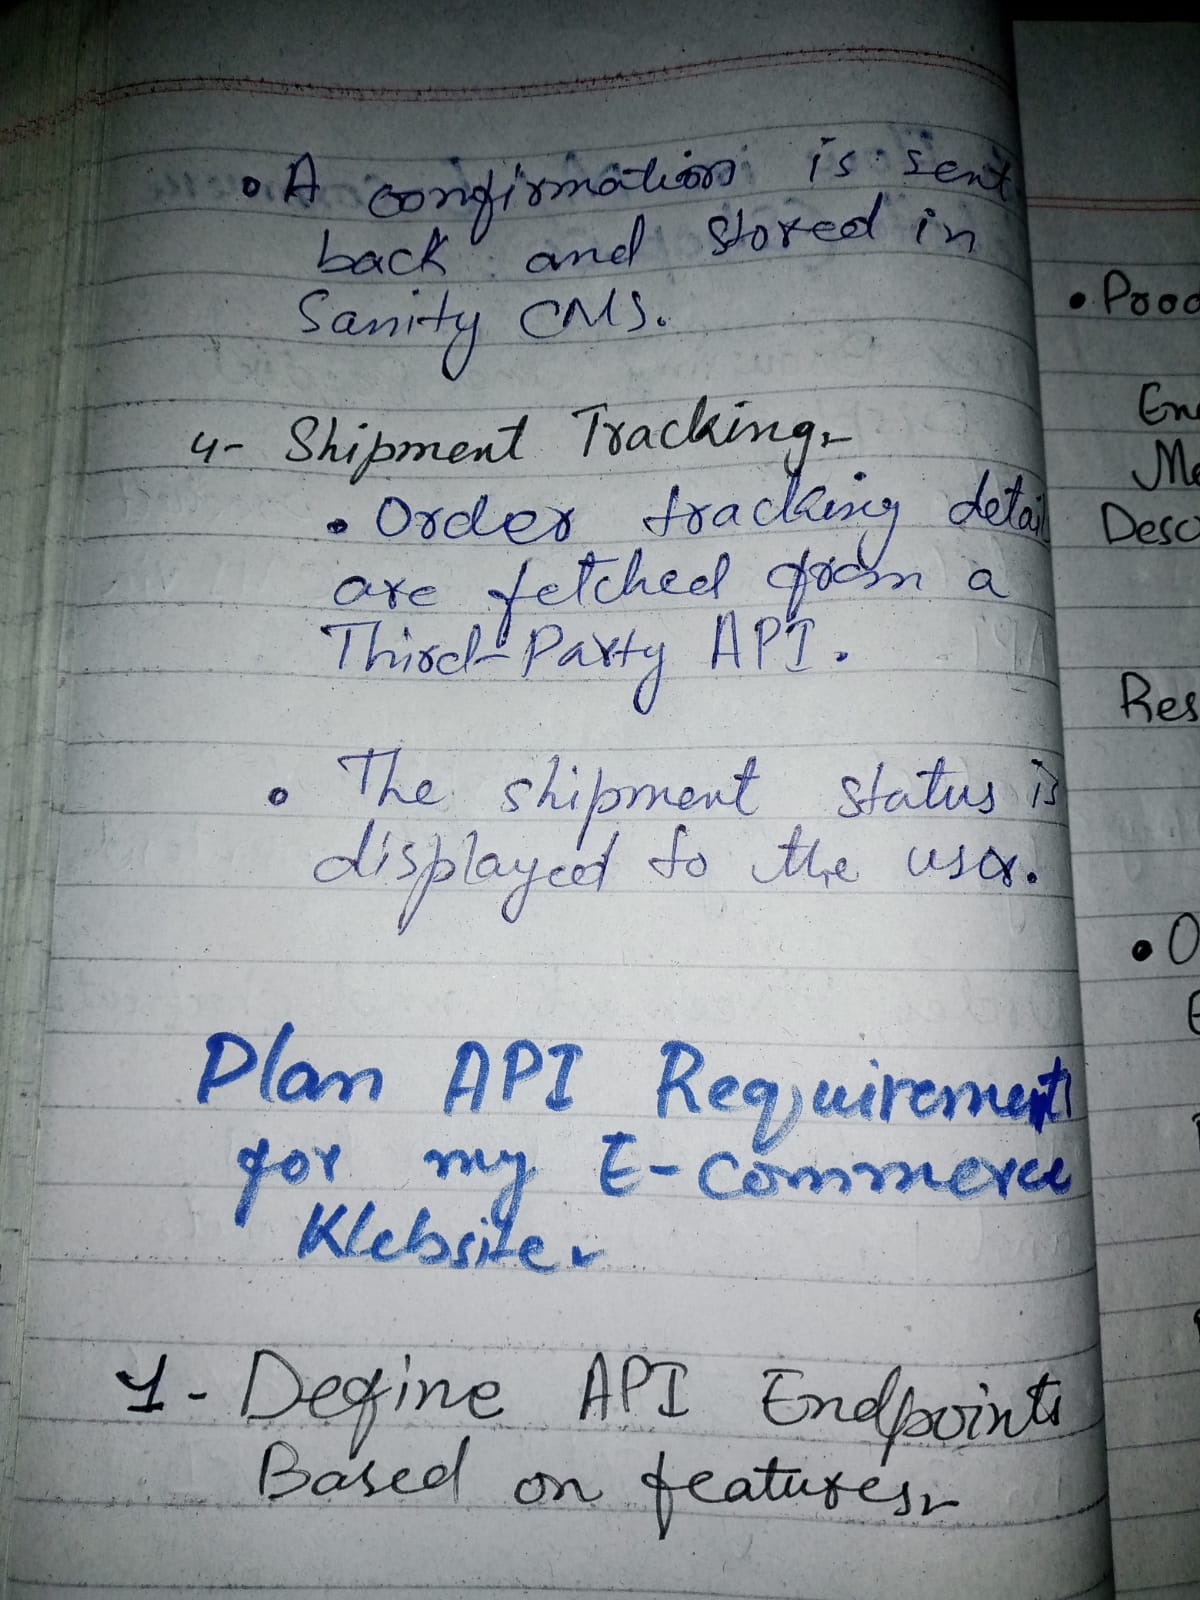 • A confirmation is sent
back and stored in
Sanity CMS.
4- Shipment Tracking-
• Order tracking detail
are fetched from a
Third-Party API.
• The shipment status is
displayed to the user.
Plan API Requirements
for my E-Commerce
Website-
1- Define API Endpoints
Based on features-
• Prod
En
Me
Desc
Res
• O
E